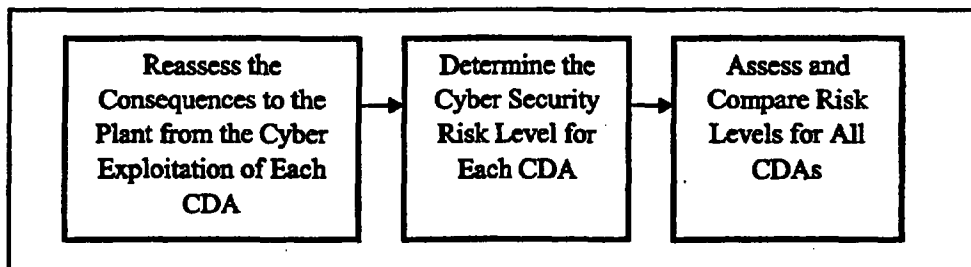 Reassess the
Consequences to the
Plant from the Cyber
Exploitation of Each
CDA
Determine the
Cyber Security
Risk Level for
Each CDA
Assess and
Compare Risk
Levels for All
CDAs